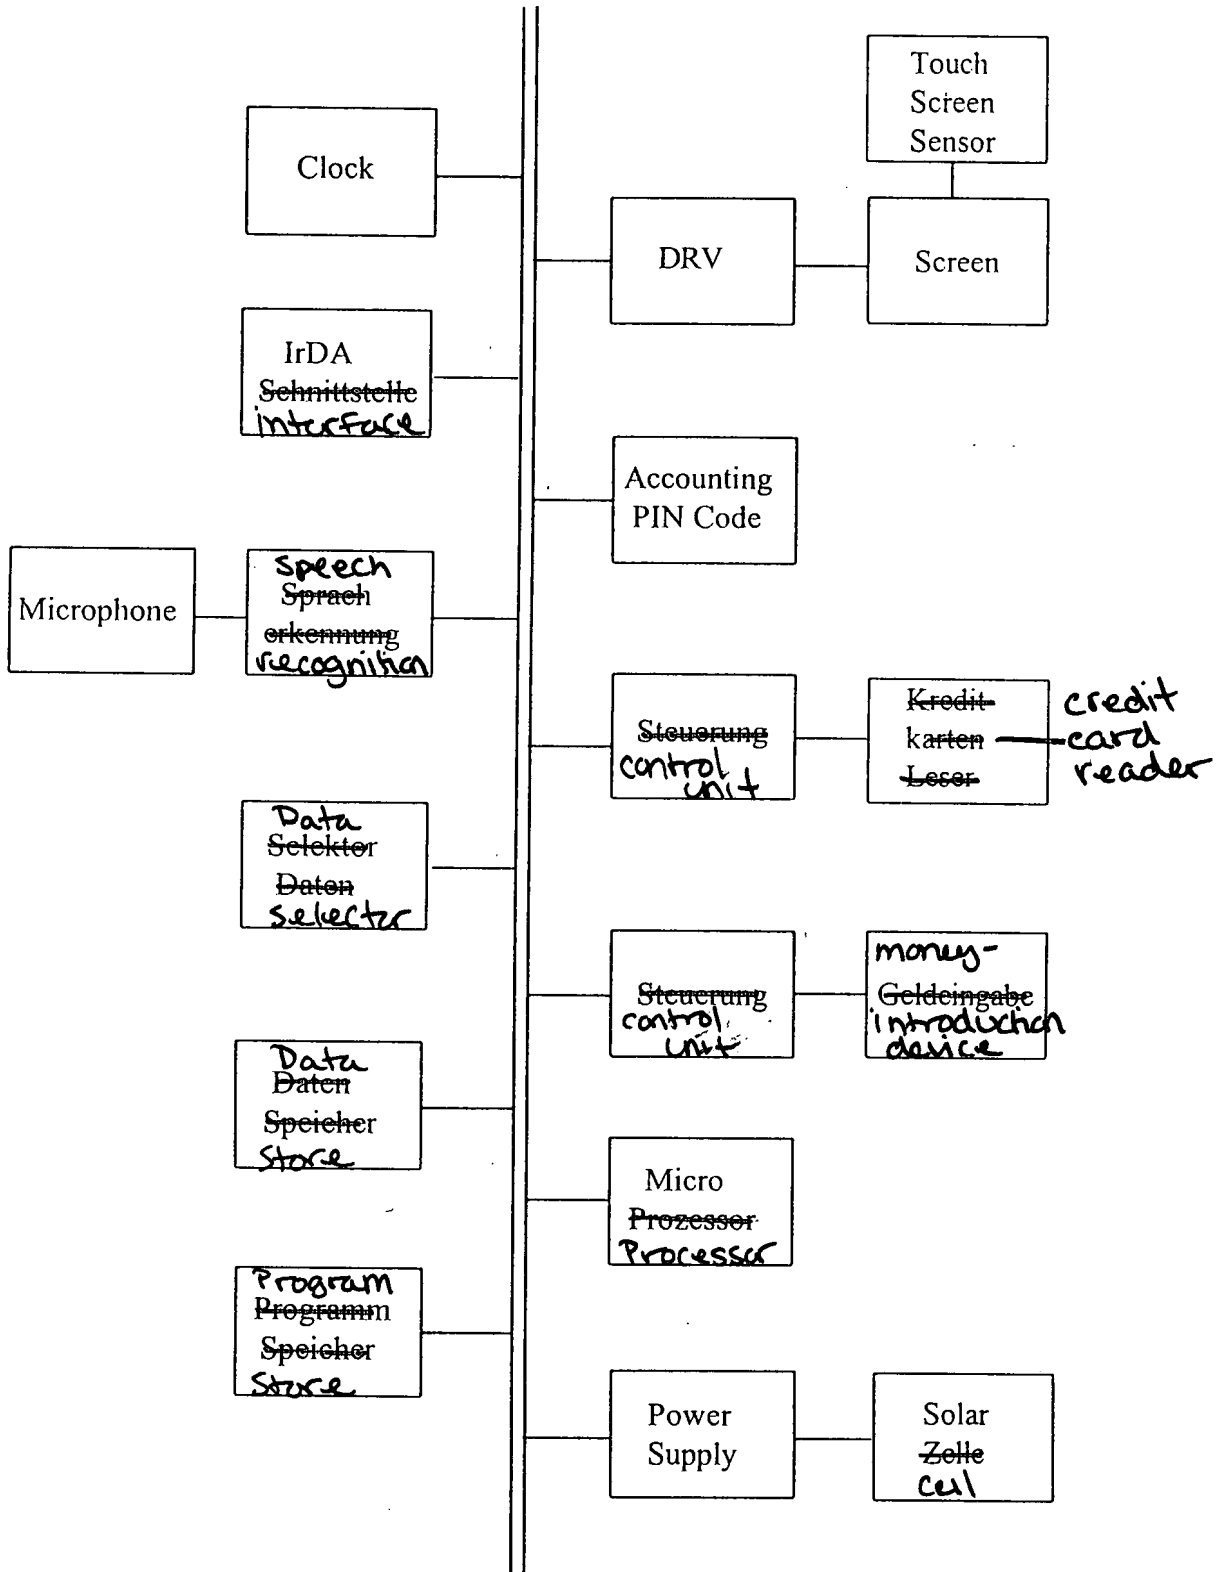 Touch
Screen
Sensor
Clock
DRV
Screen
IrDA
Schnittstelle
interface
Accounting
PIN Code
Microphone
speech
Sprach
erkennung
recognition
Steuerung
control
unit
Kredit-
karten
Leser
credit
card
reader
Data
Selektor
Daten
selector
Steuerung
control
unit
money-
Geldeingabe
introduction
device
Data
Daten
Speicher
store
Micro
Prozessor
Processor
Program
Programm
Speicher
store
Power
Supply
Solar
Zelle
cell